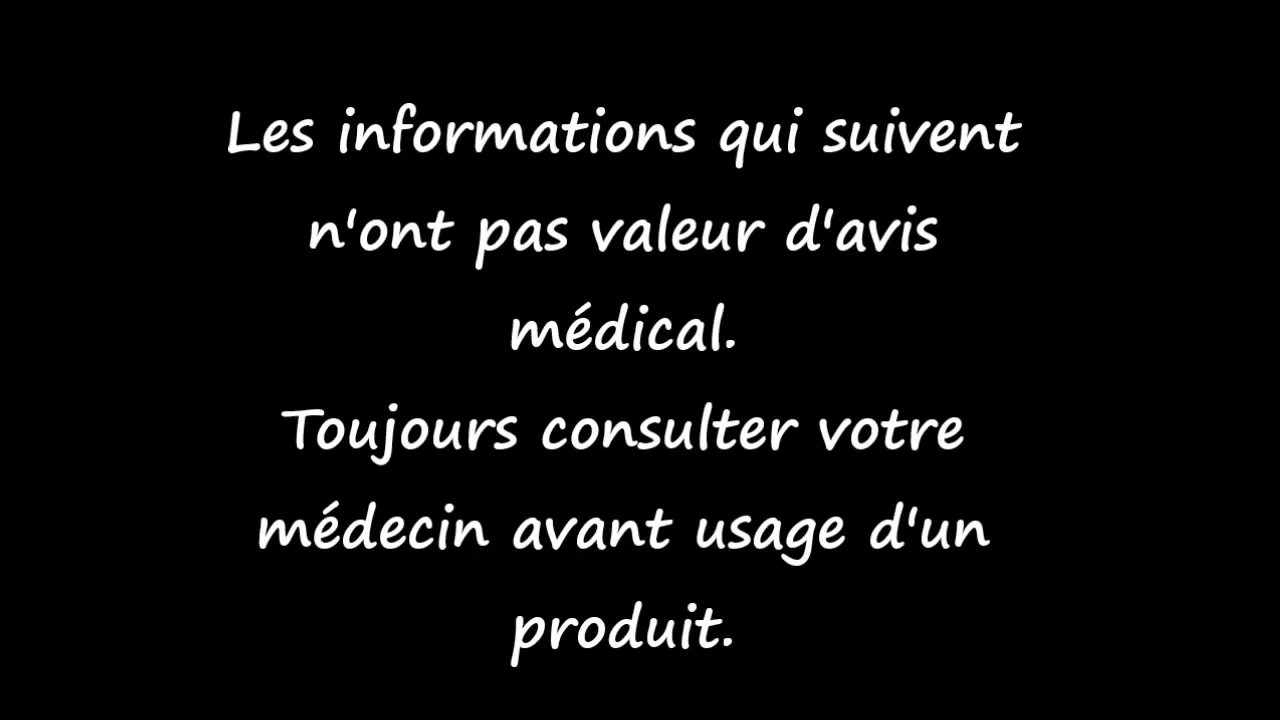 Les informations qui suivent
n'ont pas valeur d'avis
médical.
Toujours consulter votre
médecin avant usage d'un
produit.